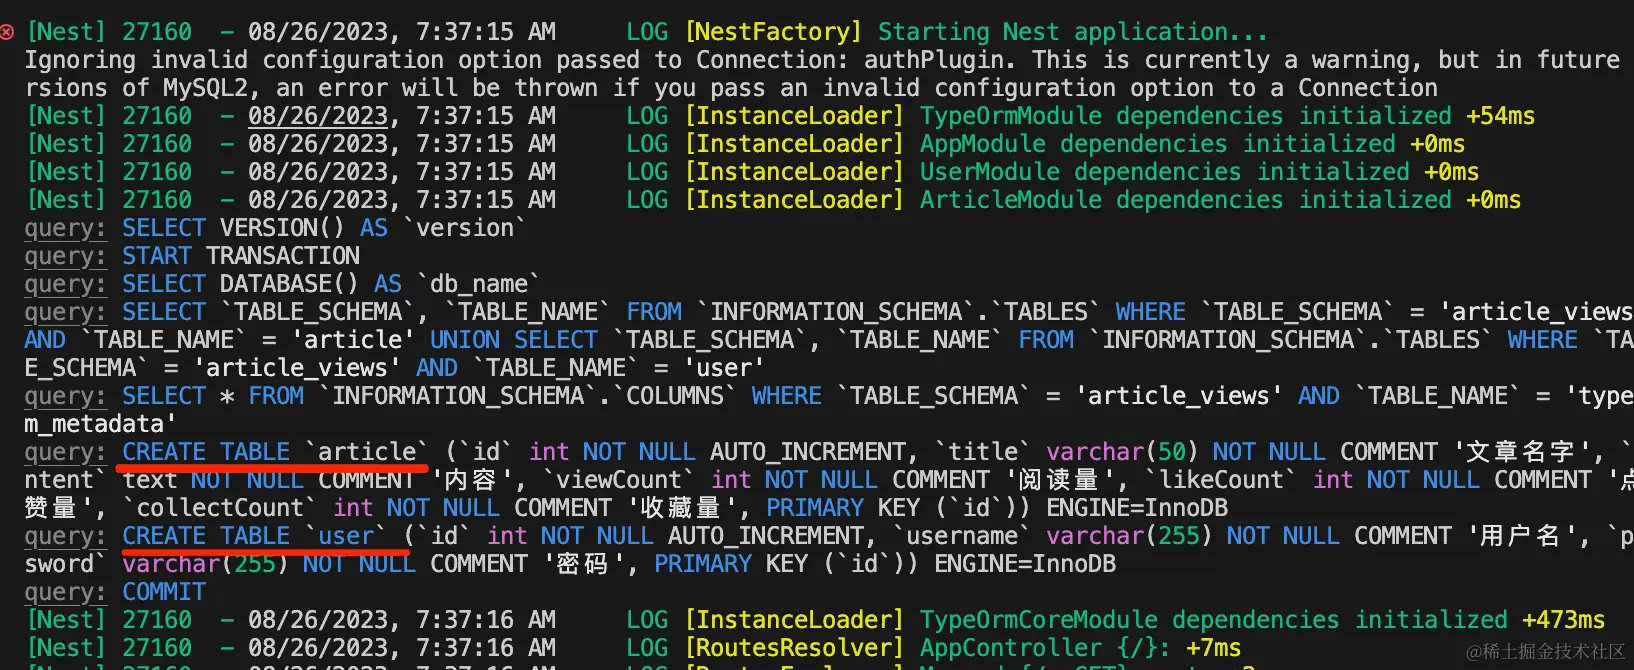 [Nest] 27160  - 08/26/2023, 7:37:15 AM     LOG [NestFactory] Starting Nest application...
Ignoring invalid configuration option passed to Connection: authPlugin. This is currently a warning, but in future
rsions of MySQL2, an error will be thrown if you pass an invalid configuration option to a Connection
[Nest] 27160  - 08/26/2023, 7:37:15 AM     LOG [InstanceLoader] TypeOrmModule dependencies initialized +54ms
[Nest] 27160  - 08/26/2023, 7:37:15 AM     LOG [InstanceLoader] AppModule dependencies initialized +0ms
[Nest] 27160  - 08/26/2023, 7:37:15 AM     LOG [InstanceLoader] UserModule dependencies initialized +0ms
[Nest] 27160  - 08/26/2023, 7:37:15 AM     LOG [InstanceLoader] ArticleModule dependencies initialized +0ms
query: SELECT VERSION() AS `version`
query: START TRANSACTION
query: SELECT DATABASE() AS `db_name`
query: SELECT `TABLE_SCHEMA`, `TABLE_NAME` FROM `INFORMATION_SCHEMA`.`TABLES` WHERE `TABLE_SCHEMA` = 'article_views
AND `TABLE_NAME` = 'article' UNION SELECT `TABLE_SCHEMA`, `TABLE_NAME` FROM `INFORMATION_SCHEMA`.`TABLES` WHERE `TA
E_SCHEMA` = 'article_views' AND `TABLE_NAME` = 'user'
query: SELECT * FROM `INFORMATION_SCHEMA`.`COLUMNS` WHERE `TABLE_SCHEMA` = 'article_views' AND `TABLE_NAME` = 'type
m_metadata'
query: CREATE TABLE `article` (`id` int NOT NULL AUTO_INCREMENT, `title` varchar(50) NOT NULL COMMENT '文章名字', `
ntent` text NOT NULL COMMENT '内容', `viewCount` int NOT NULL COMMENT '阅读量', `likeCount` int NOT NULL COMMENT '点
赞量', `collectCount` int NOT NULL COMMENT '收藏量', PRIMARY KEY (`id`)) ENGINE=InnoDB
query: CREATE TABLE `user` (`id` int NOT NULL AUTO_INCREMENT, `username` varchar(255) NOT NULL COMMENT '用户名', `p
sword` varchar(255) NOT NULL COMMENT '密码', PRIMARY KEY (`id`)) ENGINE=InnoDB
query: COMMIT
[Nest] 27160  - 08/26/2023, 7:37:16 AM     LOG [InstanceLoader] TypeOrmCoreModule dependencies initialized +473ms
[Nest] 27160  - 08/26/2023, 7:37:16 AM     LOG [RoutesResolver] AppController {/}: +7ms
@稀土掘金技术社区